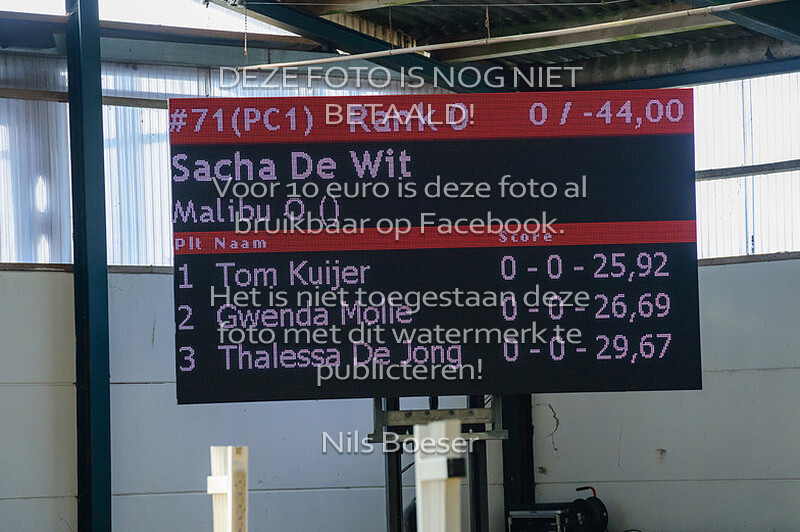 DEZE FOTO IS NOG NIET
BETAALD!
#71(PC1) Rank 0 0 / -44,00
Sacha De Wit
Voor 10 euro is deze foto al
Malibu Q ()
bruikbaar op Facebook.
Plt Naam Score
1 Tom Kuijer 0 - 0 - 25,92
Het is niet toegestaan deze
2 Gwenda Molle 0 - 0 - 26,69
foto met dit watermerk te
3 Thalessa De Jong 0 - 0 - 29,67
publiceren!
Nils Boeser